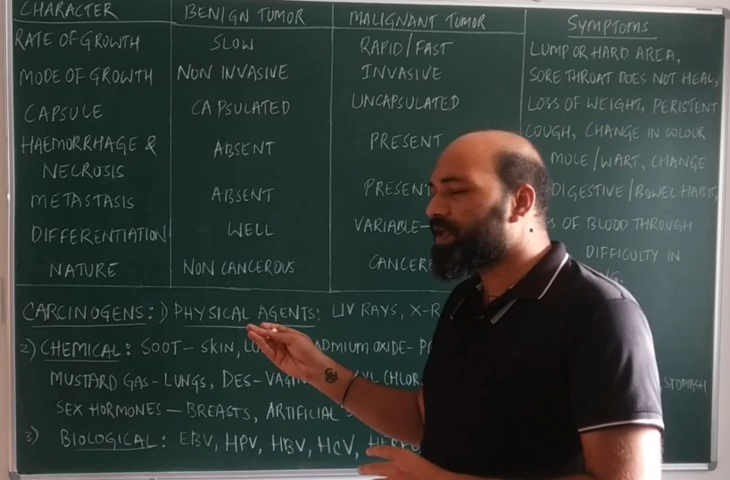 CHARACTER BENIGN TUMOR MALIGNANT TUMOR SYMPTOMS
RATE OF GROWTH SLOW RAPID/FAST LUMP OR HARD AREA,
MODE OF GROWTH NON INVASIVE INVASIVE SORE THROAT DOES NOT HEAL,
CAPSULE CAPSULATED UNCAPSULATED LOSS OF WEIGHT, PERISTENT
HAEMORRHAGE & NECROSIS ABSENT PRESENT COUGH, CHANGE IN COLOUR
MOLE/WART, CHANGE
METASTASIS ABSENT PRESENT DIGESTIVE/BOWEL HABIT,
DIFFERENTIATION WELL VARIABLE- OF BLOOD THROUGH
NATURE NON CANCEROUS DIFFICULTY IN
CARCINOGENS: 1) PHYSICAL AGENTS: UV RAYS,
2) CHEMICAL: SOOT-SKIN, OXIDE-
MUSTARD GAS-LUNGS, DES- STOMACH
SEX HORMONES-BREASTS, ARTIFICIAL
3) BIOLOGICAL: EBV, HPV, HBV, HCV,